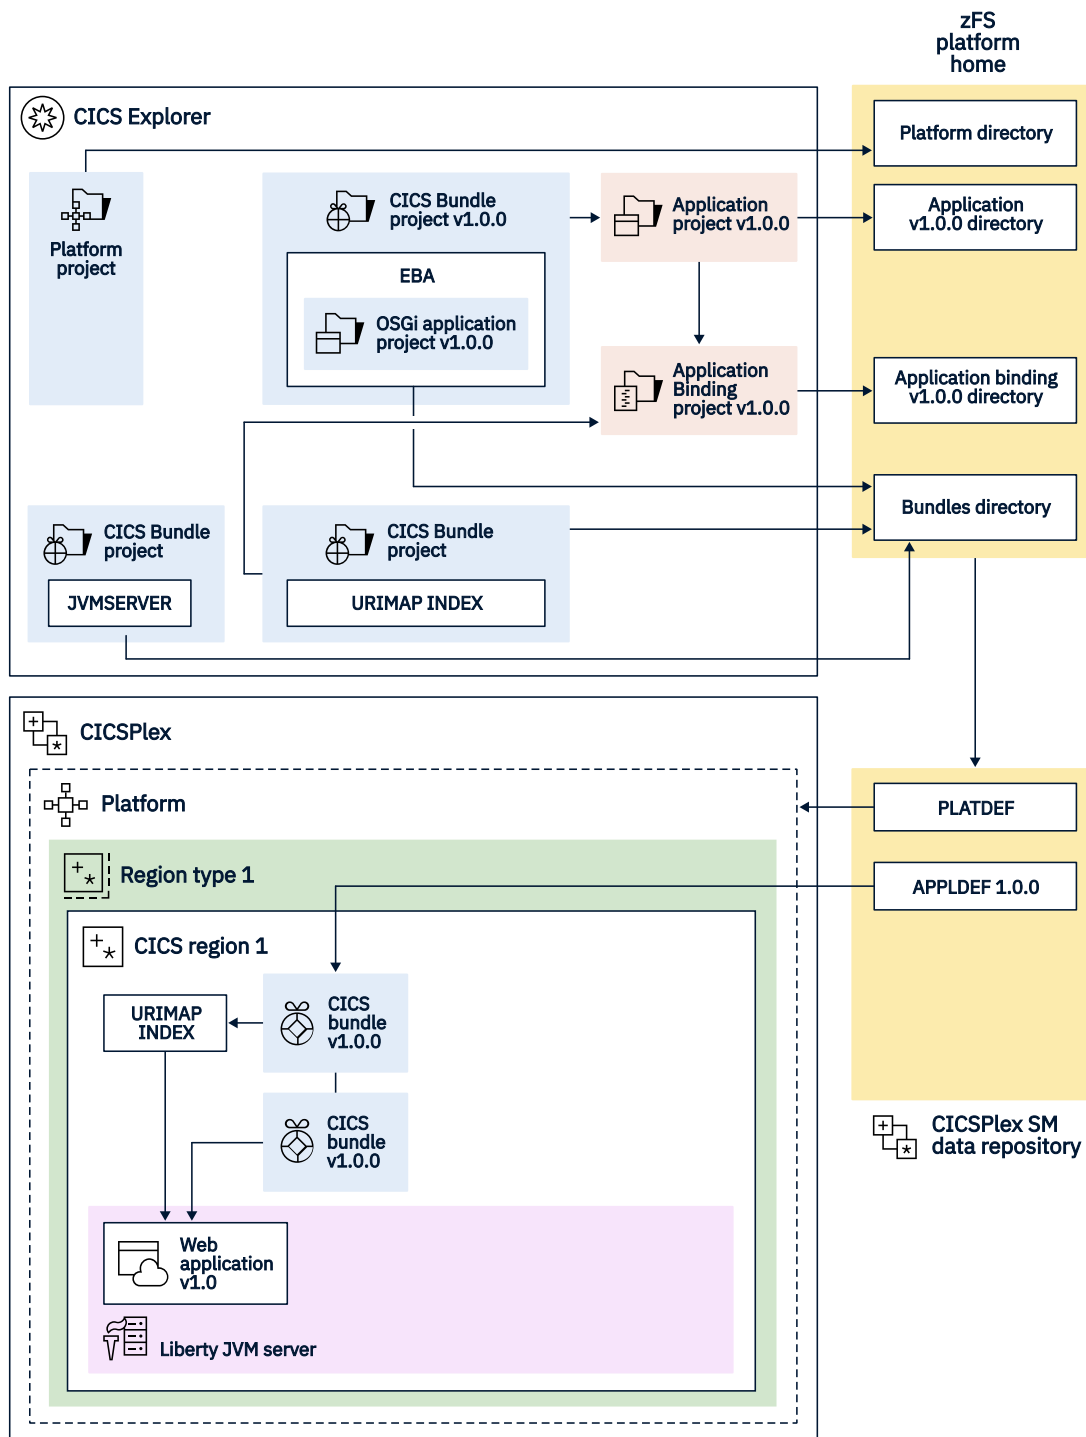 zFS
platform
home
CICS Explorer
Platform directory
Platform
project
CICS Bundle
project v1.0.0
Application
project v1.0.0
Application
v1.0.0 directory
EBA
OSGi application
project v1.0.0
Application
Binding
project v1.0.0
Application binding
v1.0.0 directory
Bundles directory
CICS Bundle
project
JVMSERVER
CICS Bundle
project
URIMAP INDEX
CICSPlex
Platform
PLATDEF
Region type 1
APPLDEF 1.0.0
CICS region 1
URIMAP
INDEX
CICS
bundle
v1.0.0
CICS
bundle
v1.0.0
CICSPlex SM
data repository
Web
application
v1.0
Liberty JVM server